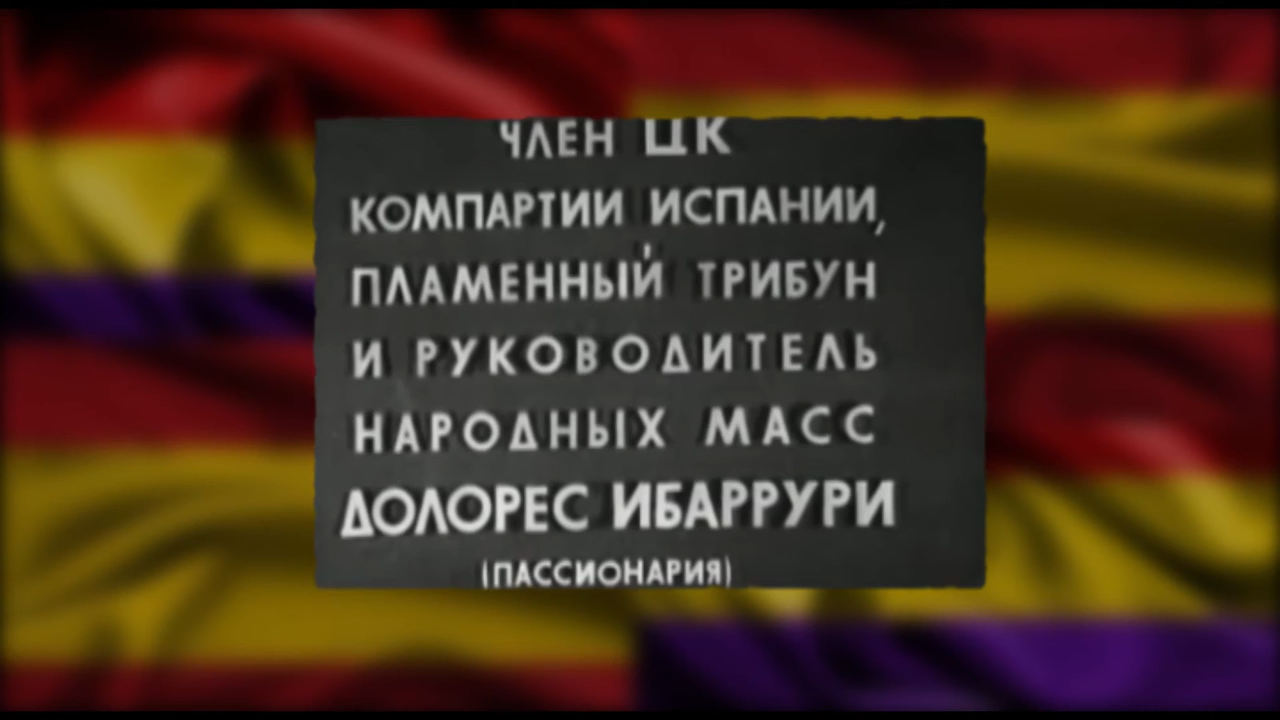 ЧЛЕН ЦК
КОМПАРТИИ ИСПАНИИ,
ПЛАМЕННЫЙ ТРИБУН
И РУКОВОДИТЕЛЬ
НАРОДНЫХ МАСС
ДОЛОРЕС ИБАРРУРИ
(ПАССИОНАРИЯ)